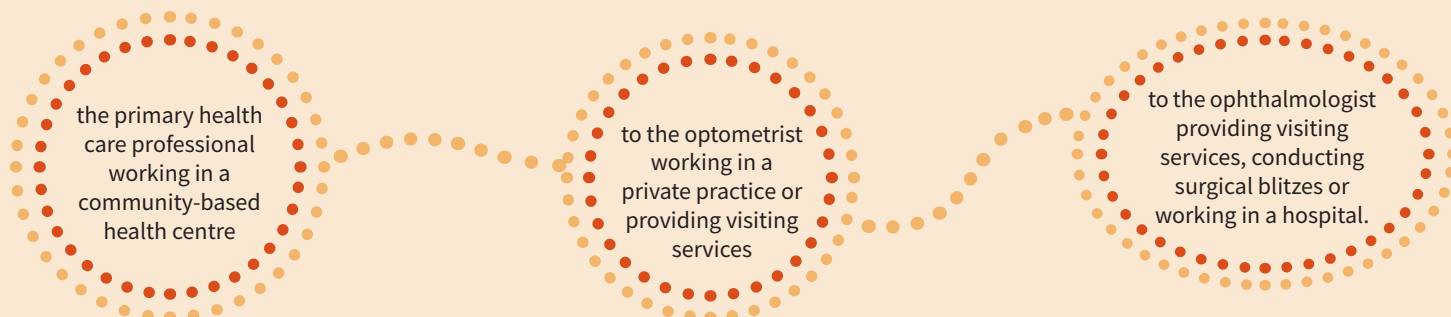 the primary health
care professional
working in a
community-based
health centre
to the optometrist
working in a
private practice or
providing visiting
services
to the ophthalmologist
providing visiting
services, conducting
surgical blitzes or
working in a hospital.